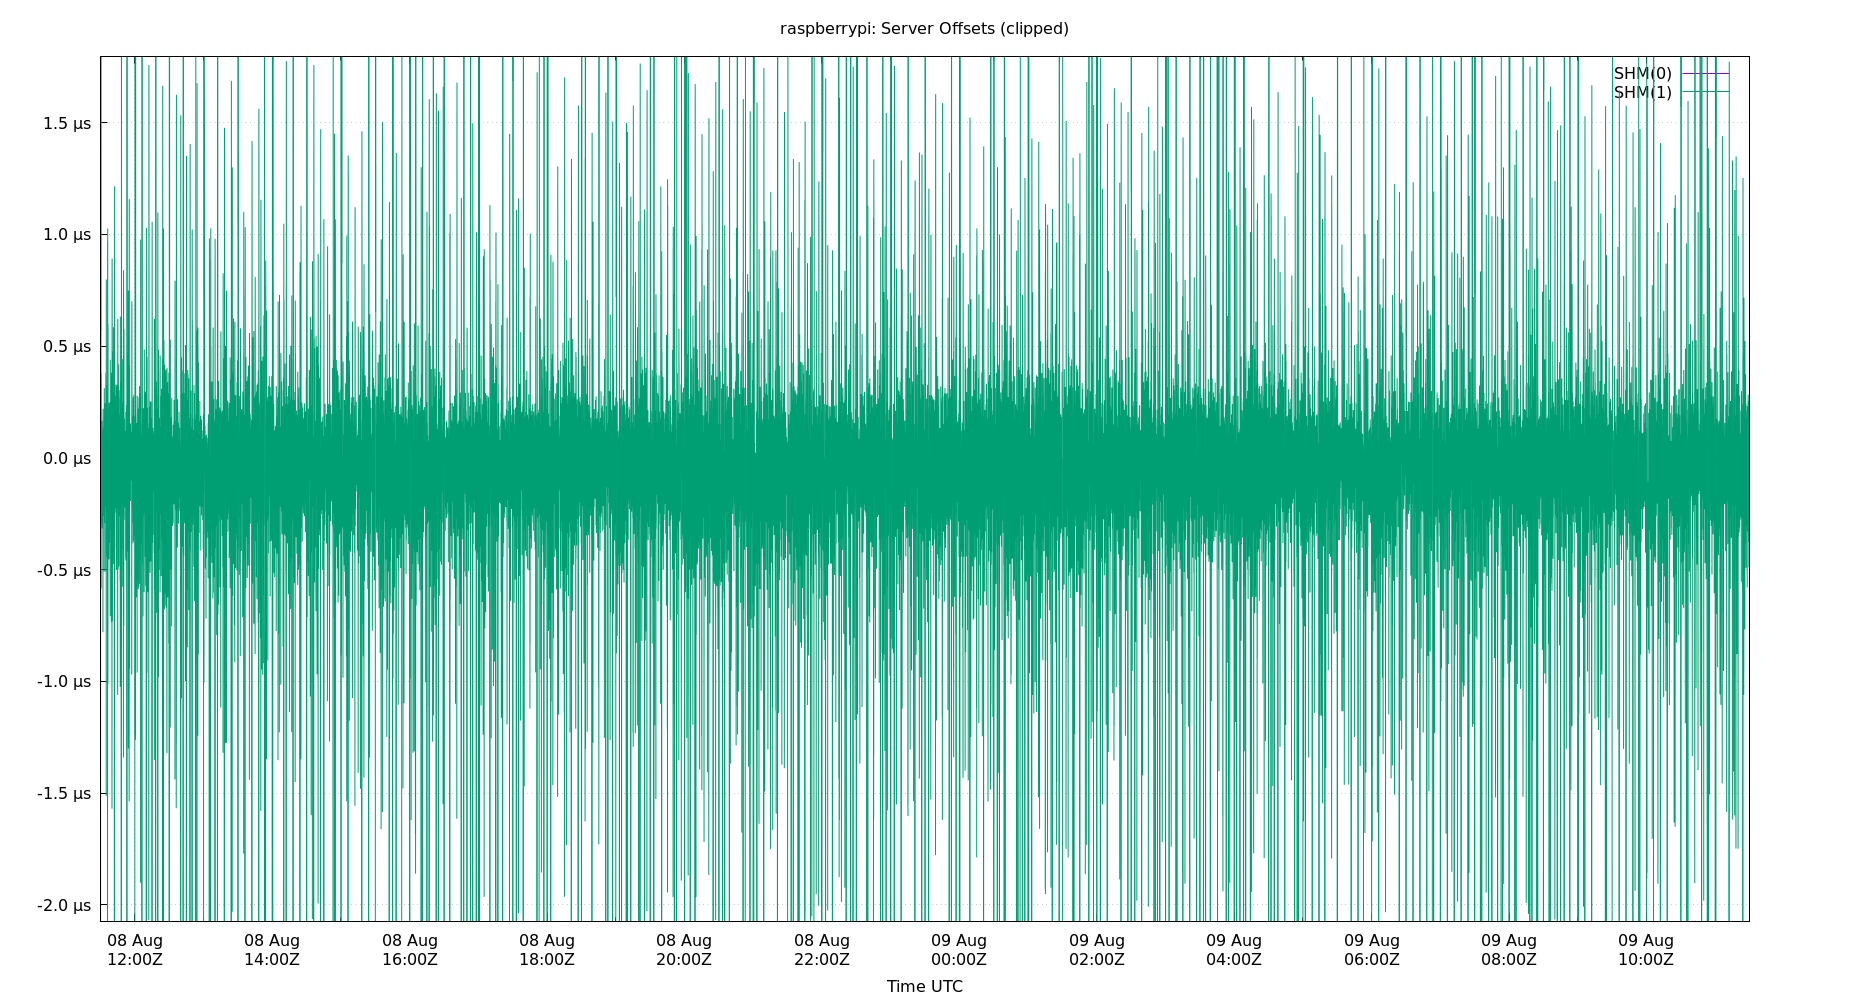 raspberrypi: Server Offsets (clipped)
SHM(0)
SHM(1)
1.5 µs
1.0 µs
0.5 µs
0.0 µs
-0.5 µs
-1.0 µs
-1.5 µs
-2.0 µs
08 Aug 08 Aug 08 Aug 08 Aug 08 Aug 08 Aug 09 Aug 09 Aug 09 Aug 09 Aug 09 Aug 09 Aug
12:00Z 14:00Z 16:00Z 18:00Z 20:00Z 22:00Z 00:00Z 02:00Z 04:00Z 06:00Z 08:00Z 10:00Z
Time UTC